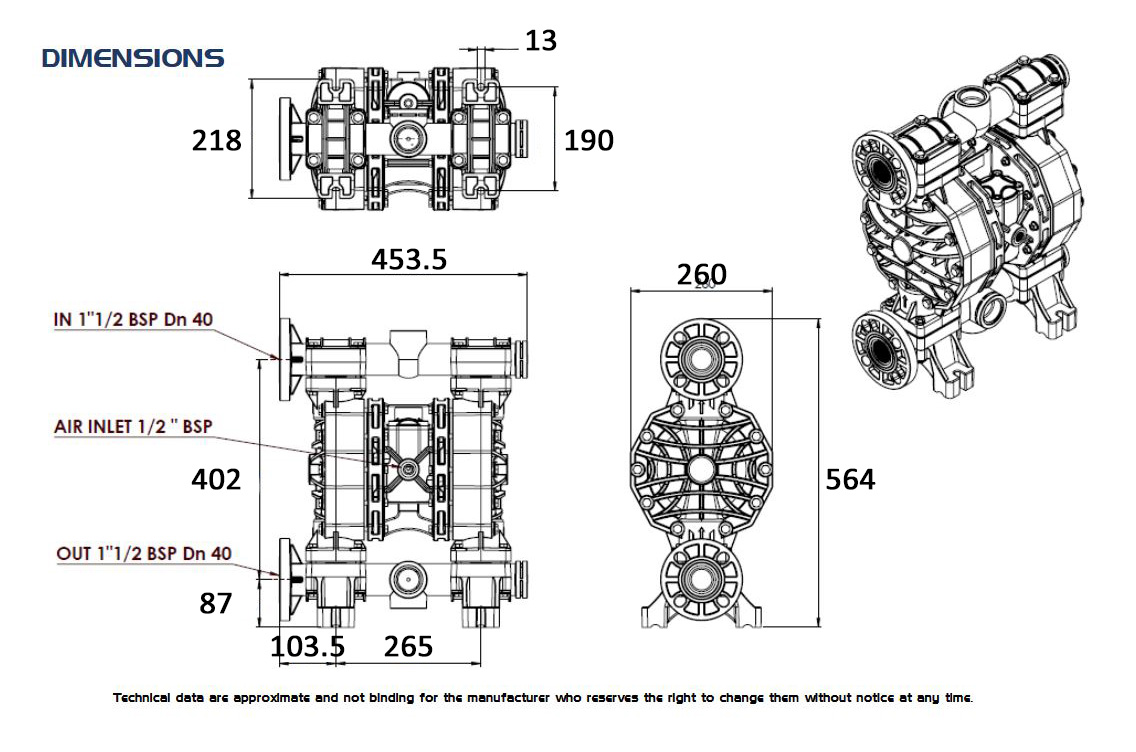 DIMENSIONS
13
218
190
453.5
260
IN 1"1/2 BSP Dn 40
AIR INLET 1/2 " BSP
402
564
OUT 1"1/2 BSP Dn 40
87
103.5
265
Technical data are approximate and not binding for the manufacturer who reserves the right to change them without notice at any time.